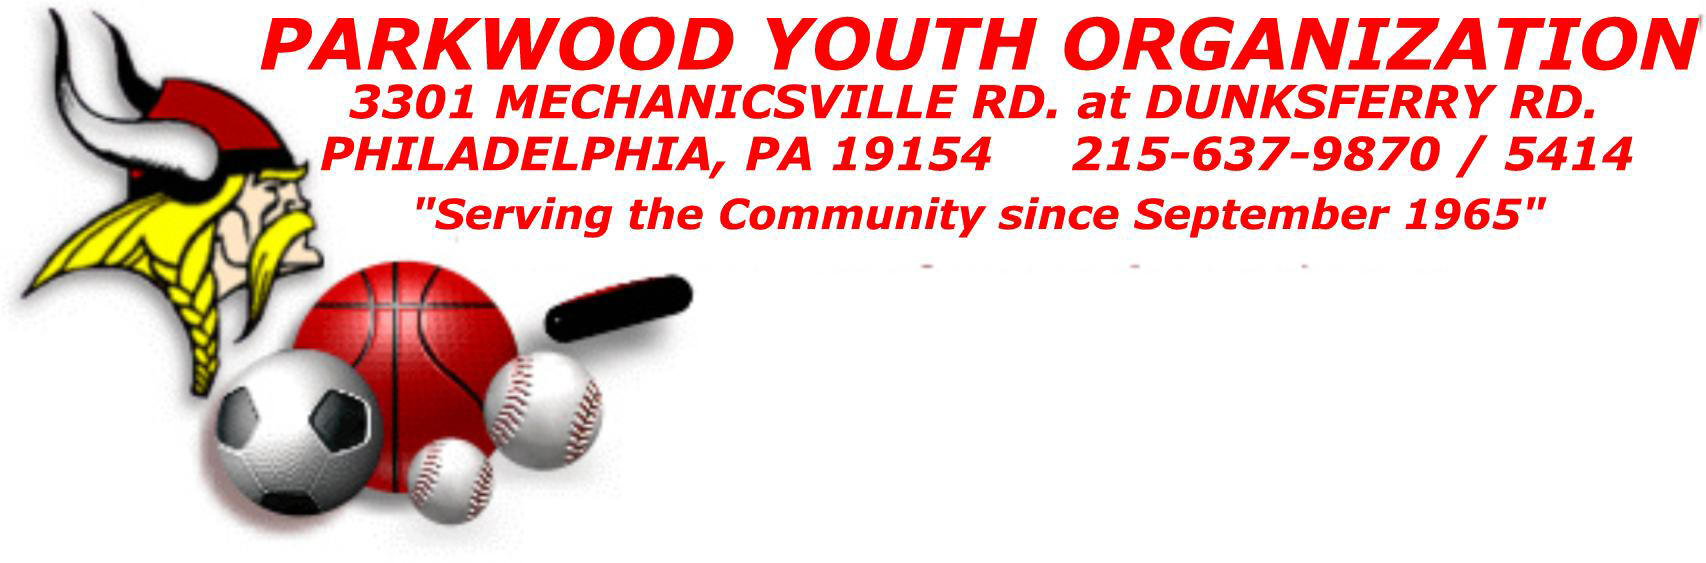 PARKWOOD YOUTH ORGANIZATION
3301 MECHANICSVILLE RD. at DUNKSFERRY RD.
PHILADELPHIA, PA 19154 215-637-9870 / 5414
"Serving the Community since September 1965"